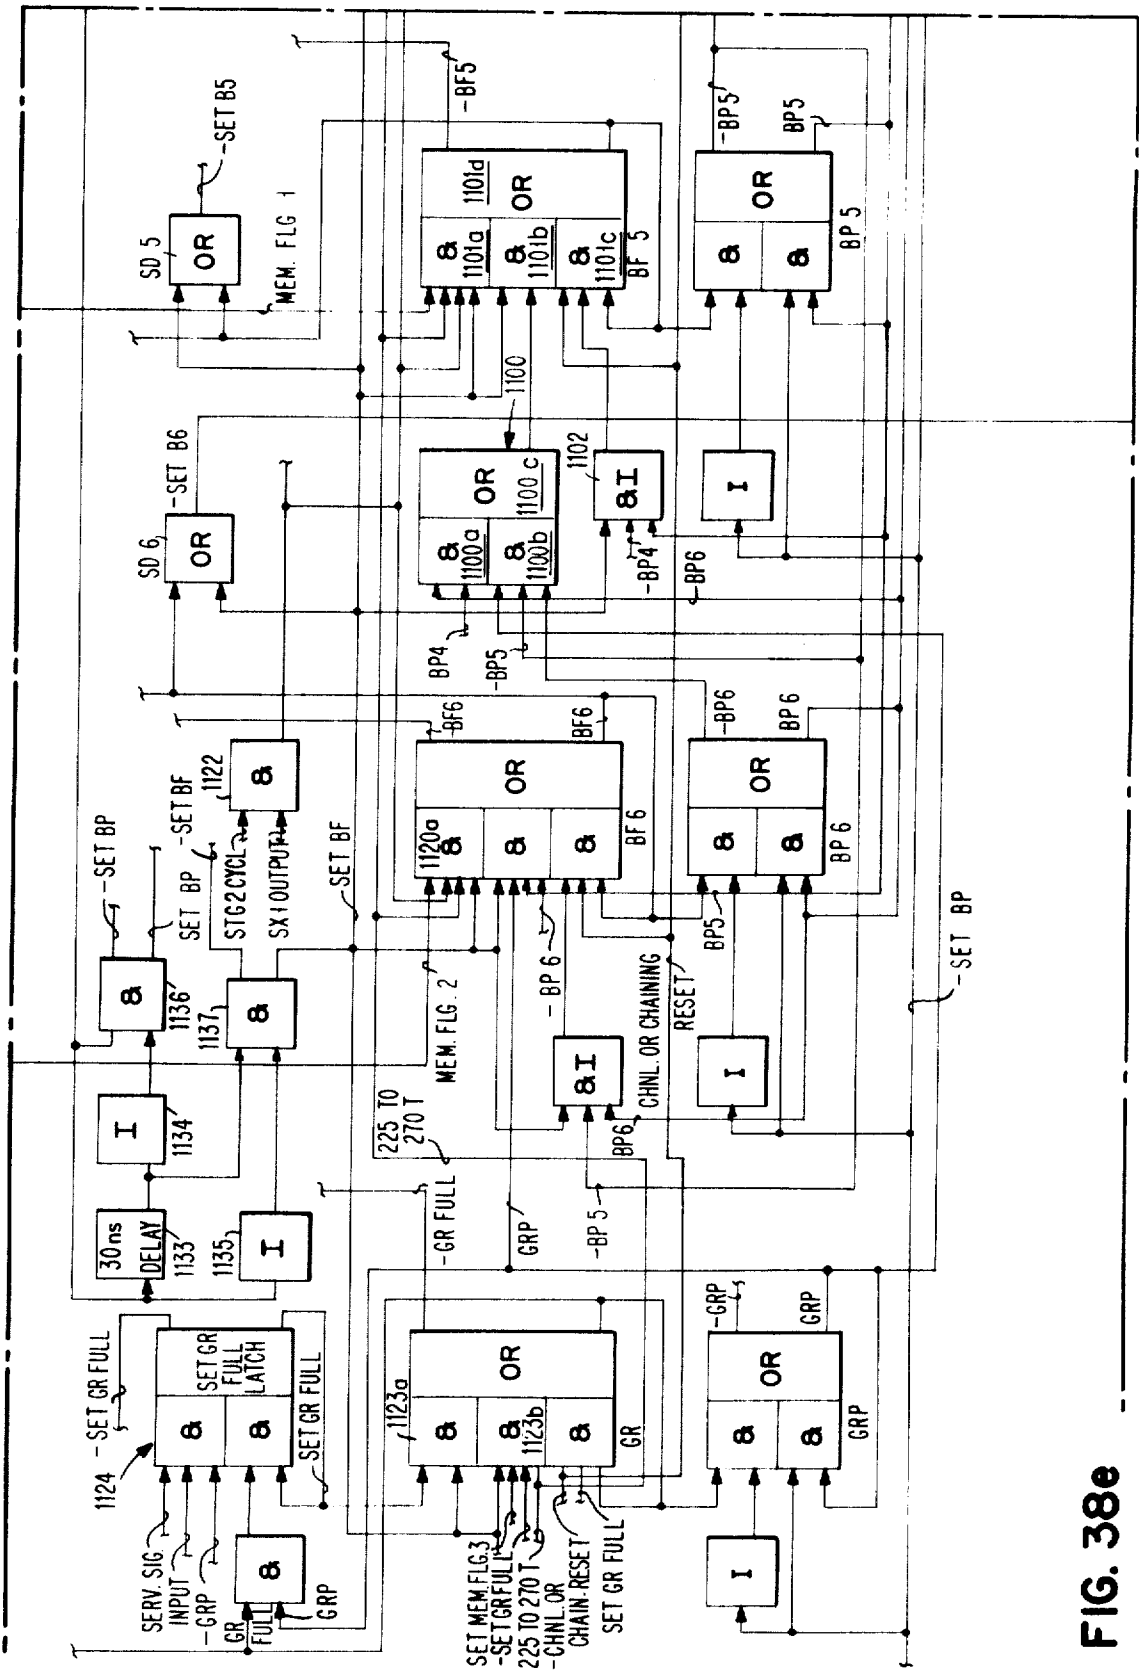 SERV. SIG.
INPUT
-GRP
GR
FULL
&
GRP
1124
-SET GR FULL
&
&
SET GR
FULL
LATCH
SET GR FULL
30ns
DELAY
1133
I
1134
I
1135
&
1136
-SET BP
SET BP
&
1137
-SET BF
STG2 CYCL
SX1 OUTPUT
&
1122
SET BF
SD 6
OR
-SET B6
SD 5
OR
-SET B5
MEM. FLG 1
SET MEM.FLG.3
-SET GR FULL
225 TO 270 T
-CHNL. OR
CHAIN-RESET
SET GR FULL
1123a
&
&
1123b
&
OR
GR
-GR FULL
225 TO
270 T
GRP
MEM. FLG. 2
1120a
&
&
&
OR
BF 6
-BF6
BF6
-BP 6
&I
-BP 5
BP6
CHNL. OR CHAINING
RESET
BP4
-BP5
&
1100a
&
1100b
OR
1100 c
1100
&I
1102
-BP4
-BP6
&
1101a
&
1101b
&
1101c
OR
1101d
BF 5
-BF5
I
&
&
OR
GRP
-GRP
GRP
I
BP5
&
&
OR
BP 6
-BP6
BP 6
I
&
&
OR
BP 5
-BP5
BP5
-SET BP
FIG. 38e